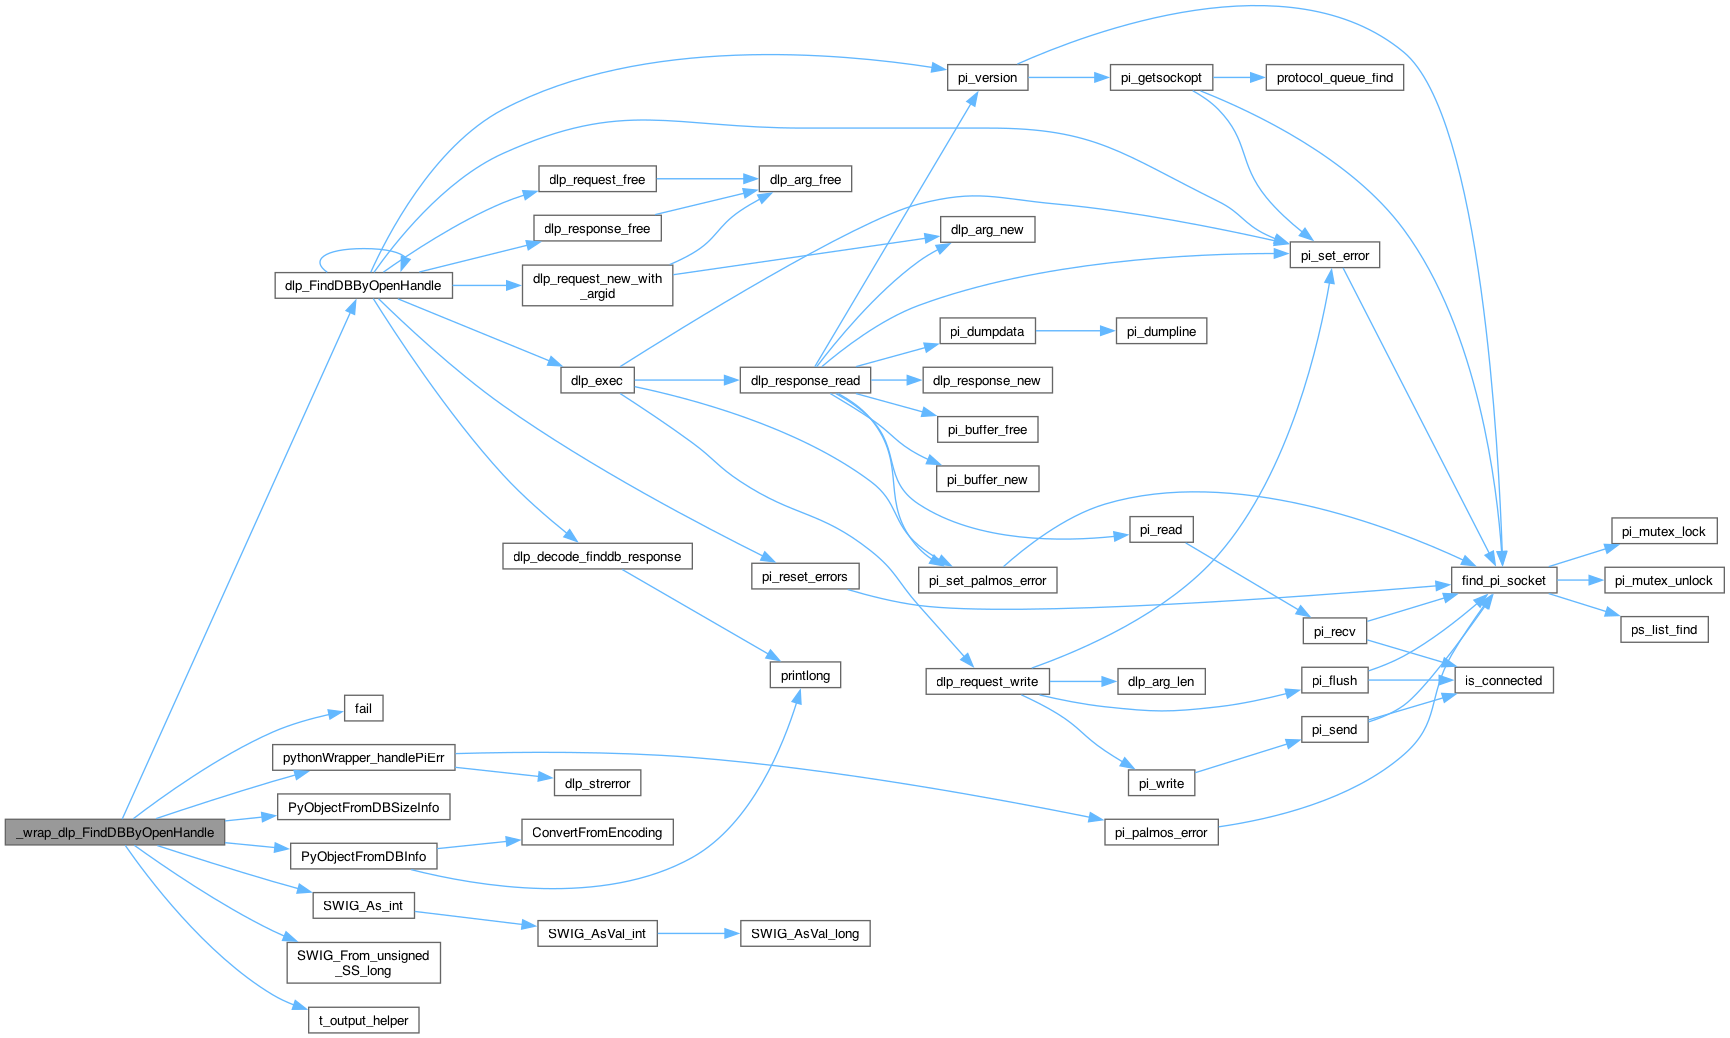 pi_version
pi_getsockopt
protocol_queue_find
dlp_request_free
dlp_arg_free
dlp_response_free
dlp_arg_new
pi_set_error
dlp_FindDBByOpenHandle
dlp_request_new_with
_argid
pi_dumpdata
pi_dumpline
dlp_exec
dlp_response_read
dlp_response_new
pi_buffer_free
pi_buffer_new
pi_read
pi_mutex_lock
dlp_decode_finddb_response
pi_reset_errors
pi_set_palmos_error
find_pi_socket
pi_mutex_unlock
pi_recv
ps_list_find
printlong
dlp_request_write
dlp_arg_len
pi_flush
is_connected
fail
pi_send
pythonWrapper_handlePiErr
dlp_strerror
pi_write
PyObjectFromDBSizeInfo
_wrap_dlp_FindDBByOpenHandle
ConvertFromEncoding
pi_palmos_error
PyObjectFromDBInfo
SWIG_As_int
SWIG_AsVal_int
SWIG_AsVal_long
SWIG_From_unsigned
_SS_long
t_output_helper